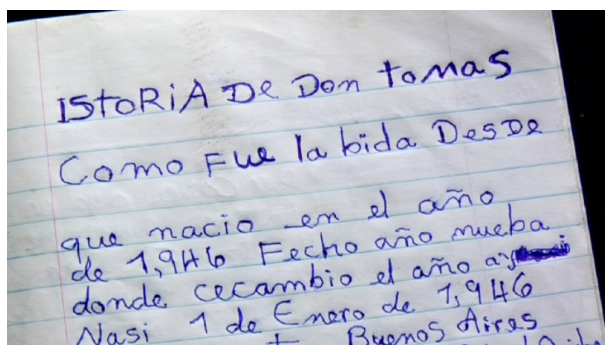 IStoRiA De Don tomas
Como Fue la bida Desde
que nacio en el año
de 1,946 Fecho año nueba
donde cecambio el año
Nasi 1 de Enero de 1,946
Buenos Aires